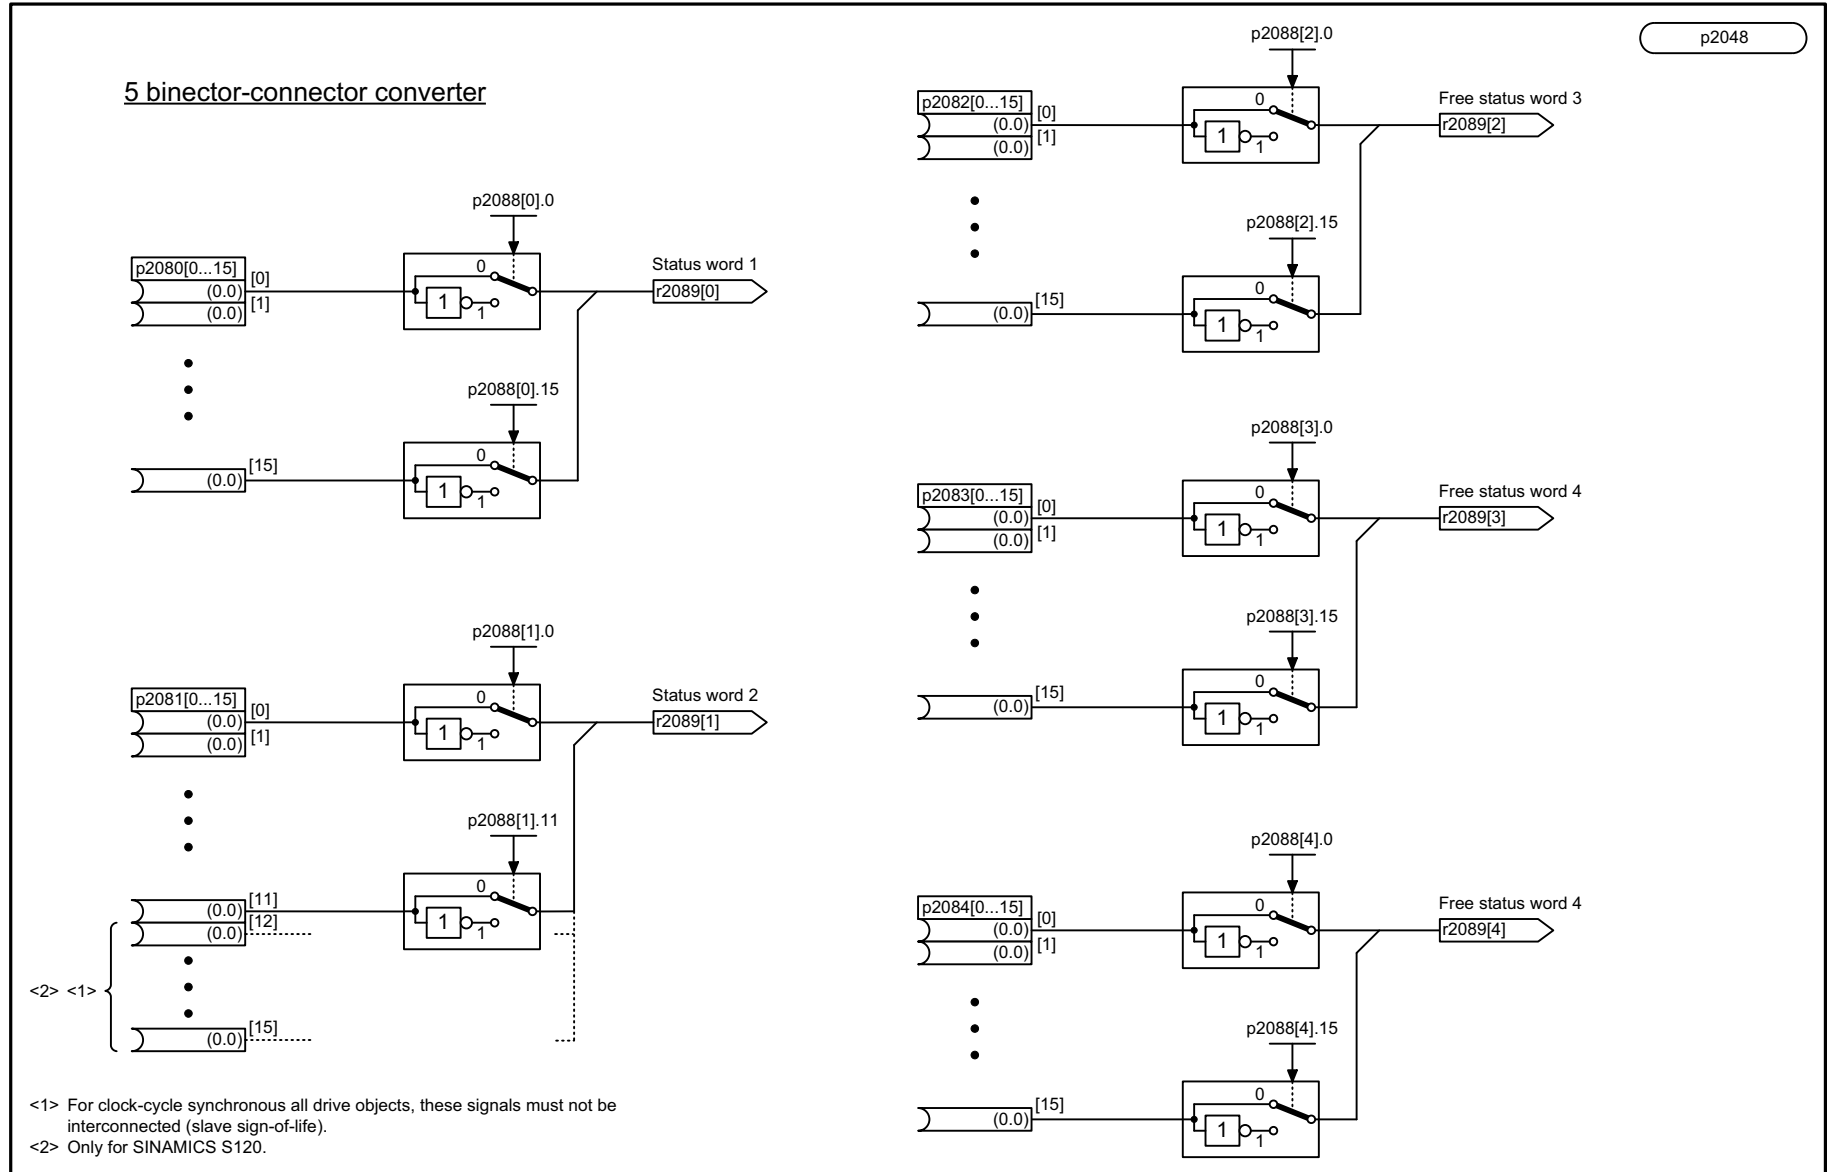 p2048
5 binector-connector converter
p2088[0].0
p2080[0...15]
[0]
(0.0)
[1]
(0.0)
0
1
1
Status word 1
r2089[0]
p2088[0].15
[15]
(0.0)
0
1
1
p2088[1].0
p2081[0...15]
[0]
(0.0)
[1]
(0.0)
0
1
1
Status word 2
r2089[1]
p2088[1].11
[11]
(0.0)
[12]
(0.0)
0
1
1
<2> <1>
[15]
(0.0)
<1> For clock-cycle synchronous all drive objects, these signals must not be
interconnected (slave sign-of-life).
<2> Only for SINAMICS S120.
p2088[2].0
p2082[0...15]
[0]
(0.0)
[1]
(0.0)
0
1
1
Free status word 3
r2089[2]
p2088[2].15
[15]
(0.0)
0
1
1
p2088[3].0
p2083[0...15]
[0]
(0.0)
[1]
(0.0)
0
1
1
Free status word 4
r2089[3]
p2088[3].15
[15]
(0.0)
0
1
1
p2088[4].0
p2084[0...15]
[0]
(0.0)
[1]
(0.0)
0
1
1
Free status word 4
r2089[4]
p2088[4].15
[15]
(0.0)
0
1
1